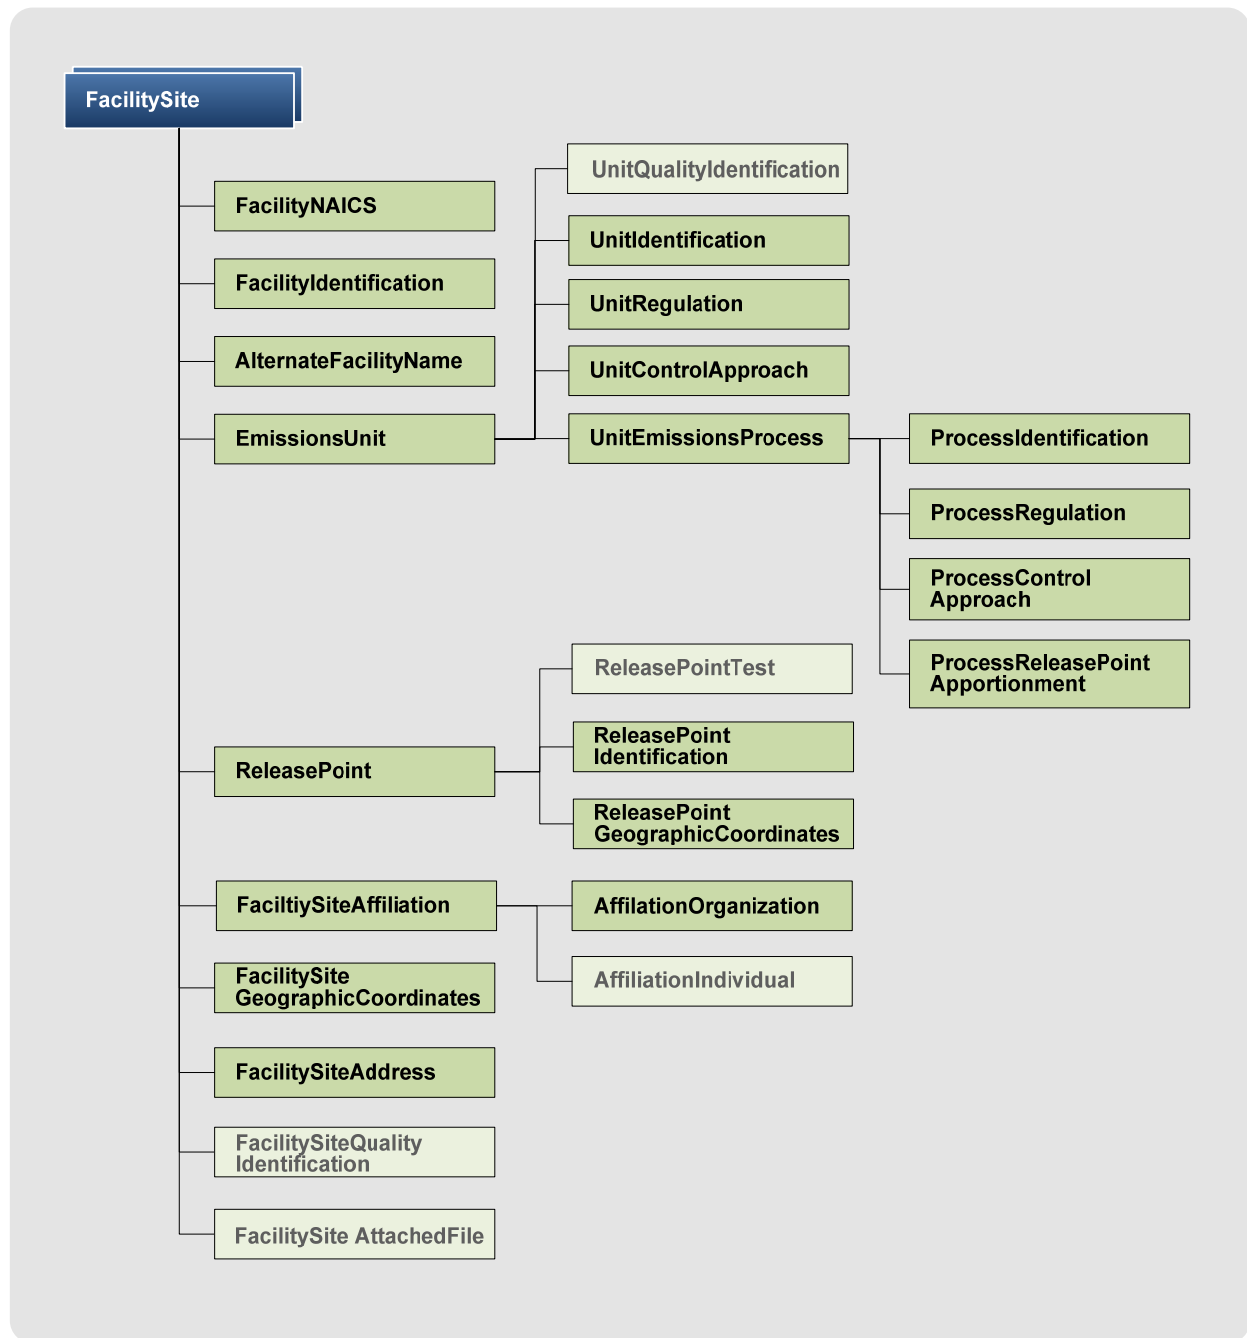 FacilitySite
FacilityNAICS
FacilityIdentification
AlternateFacilityName
EmissionsUnit
UnitQualityIdentification
UnitIdentification
UnitRegulation
UnitControlApproach
UnitEmissionsProcess
ProcessIdentification
ProcessRegulation
ProcessControl
Approach
ProcessReleasePoint
Apportionment
ReleasePoint
ReleasePointTest
ReleasePoint
Identification
ReleasePoint
GeographicCoordinates
FaciltiySiteAffiliation
AffilationOrganization
AffiliationIndividual
FacilitySite
GeographicCoordinates
FacilitySiteAddress
FacilitySiteQuality
Identification
FacilitySite AttachedFile